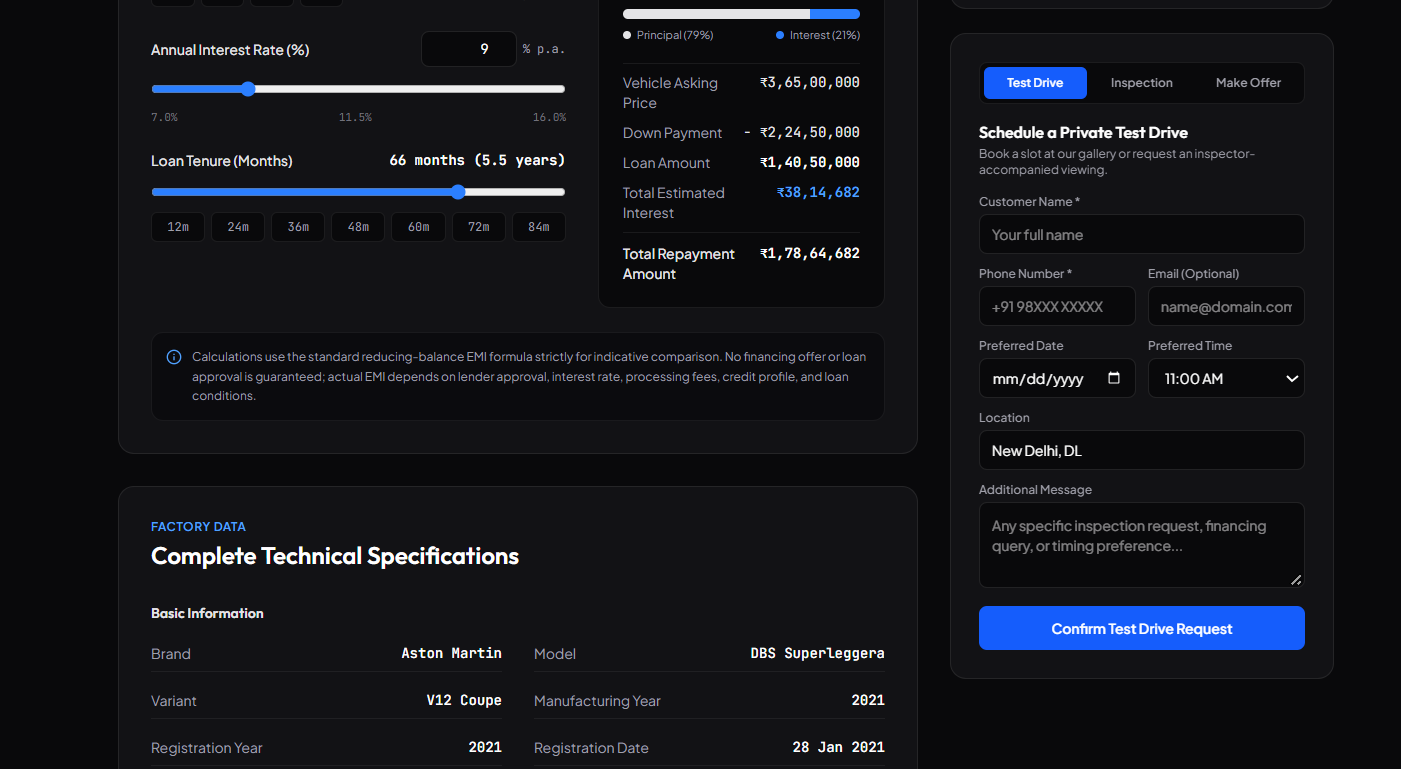 Annual Interest Rate (%)
9
% p.a.
7.0%
11.5%
16.0%
Loan Tenure (Months)
66 months (5.5 years)
12m
24m
36m
48m
60m
72m
84m
Principal (79%)
Interest (21%)
Vehicle Asking
Price
₹3,65,00,000
Down Payment
- ₹2,24,50,000
Loan Amount
₹1,40,50,000
Total Estimated
Interest
₹38,14,682
Total Repayment
Amount
₹1,78,64,682
Calculations use the standard reducing-balance EMI formula strictly for indicative comparison. No financing offer or loan
approval is guaranteed; actual EMI depends on lender approval, interest rate, processing fees, credit profile, and loan
conditions.
FACTORY DATA
Complete Technical Specifications
Basic Information
Brand
Aston Martin
Model
DBS Superleggera
Variant
V12 Coupe
Manufacturing Year
2021
Registration Year
2021
Registration Date
28 Jan 2021
Test Drive
Inspection
Make Offer
Schedule a Private Test Drive
Book a slot at our gallery or request an inspector-
accompanied viewing.
Customer Name *
Your full name
Phone Number *
Email (Optional)
+91 98XXX XXXXX
name@domain.com
Preferred Date
Preferred Time
mm/dd/yyyy
11:00 AM
Location
New Delhi, DL
Additional Message
Any specific inspection request, financing
query, or timing preference...
Confirm Test Drive Request